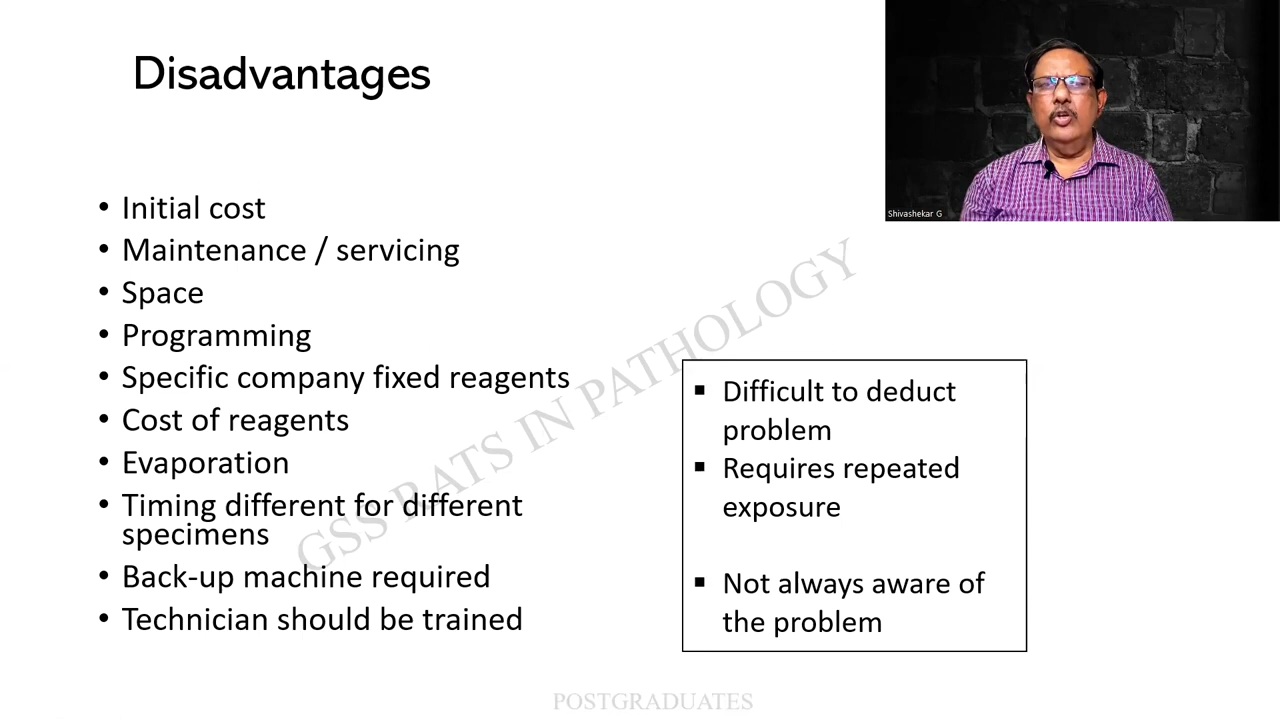 Disadvantages
Shivashekar G
• Initial cost
• Maintenance / servicing
• Space
• Programming
• Specific company fixed reagents
• Cost of reagents
• Evaporation
• Timing different for different
specimens
• Back-up machine required
• Technician should be trained
▪ Difficult to deduct
problem
▪ Requires repeated
exposure
▪ Not always aware of
the problem
GSS RATS IN PATHOLOGY
POSTGRADUATES